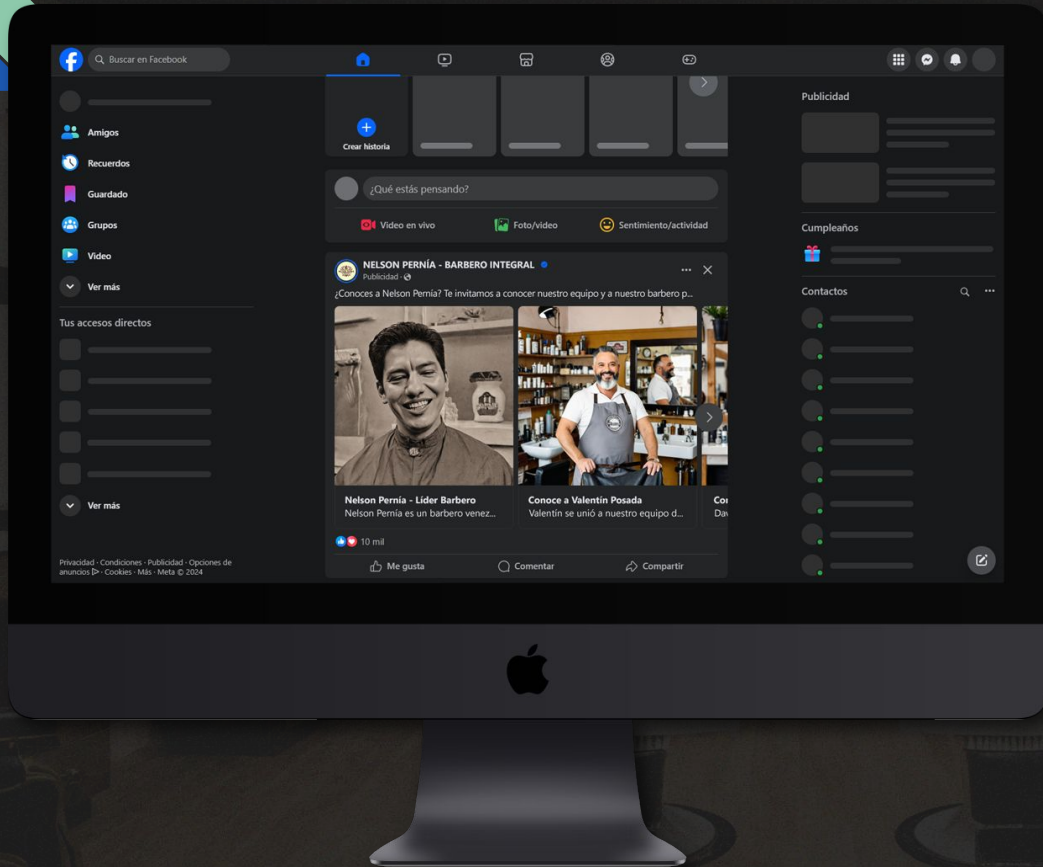 Buscar en Facebook
Amigos
Recuerdos
Guardado
Grupos
Video
Ver más
Tus accesos directos
Ver más
Privacidad · Condiciones · Publicidad · Opciones de
anuncios · Cookies · Más · Meta © 2024
Crear historia
¿Qué estás pensando?
Video en vivo
Foto/video
Sentimiento/actividad
NELSON PERNÍA - BARBERO INTEGRAL
Publicidad ·
¿Conoces a Nelson Pernía? Te invitamos a conocer nuestro equipo y a nuestro barbero p...
Nelson Pernía - Líder Barbero
Nelson Pernía es un barbero venez...
Conoce a Valentín Posada
Valentín se unió a nuestro equipo d...
Co
Dav
10 mil
Me gusta
Comentar
Compartir
Publicidad
Cumpleaños
Contactos